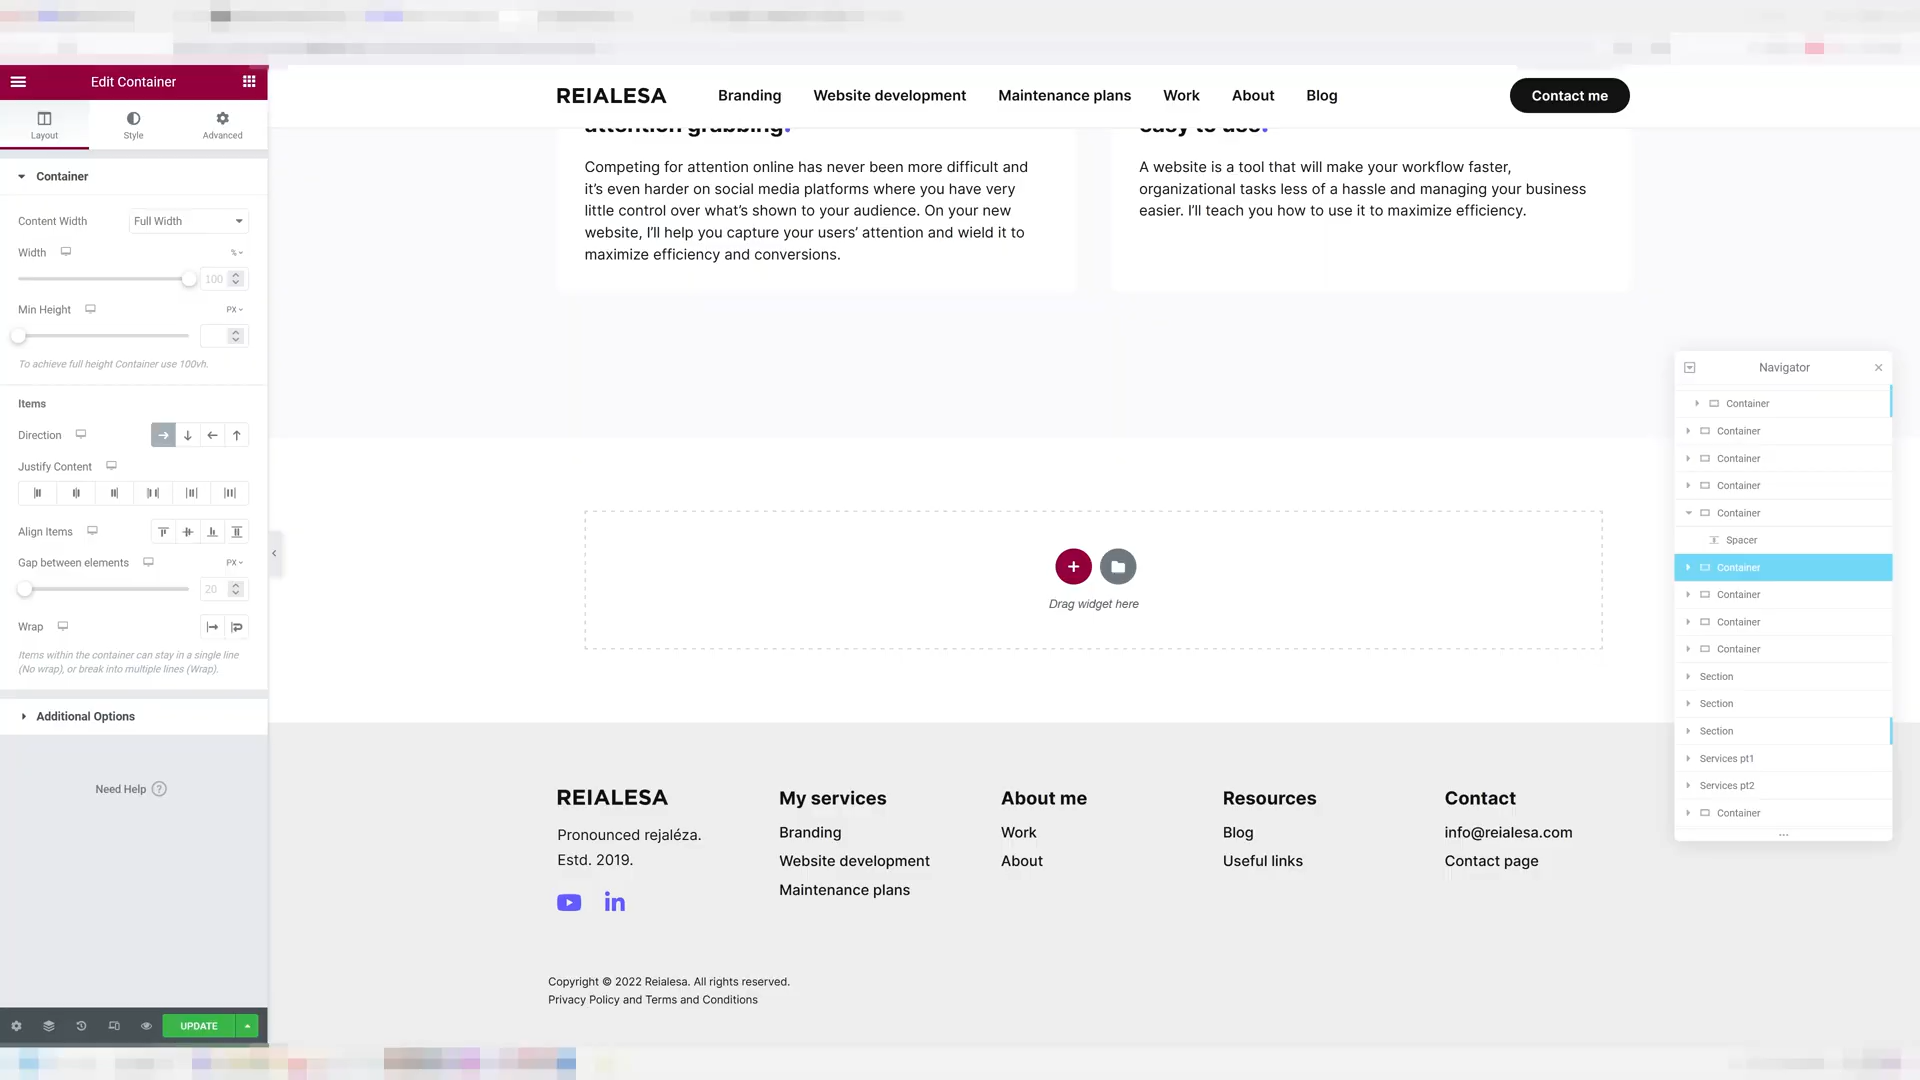 Edit Container
Layout
Style
Advanced
Container
Content Width
Full Width
Width
%
100
Min Height
PX
To achieve full height Container use 100vh.
Items
Direction
Justify Content
Align Items
Gap between elements
PX
20
Wrap
Items within the container can stay in a single line
(No wrap), or break into multiple lines (Wrap).
Additional Options
Need Help ?
UPDATE
REIALESA
Branding
Website development
Maintenance plans
Work
About
Blog
Contact me
attention grabbing.
easy to use.
Competing for attention online has never been more difficult and
it’s even harder on social media platforms where you have very
little control over what’s shown to your audience. On your new
website, I’ll help you capture your users’ attention and wield it to
maximize efficiency and conversions.
A website is a tool that will make your workflow faster,
organizational tasks less of a hassle and managing your business
easier. I’ll teach you how to use it to maximize efficiency.
Drag widget here
Navigator
Container
Container
Container
Container
Container
Spacer
Container
Container
Container
Container
Section
Section
Section
Services pt1
Services pt2
Container
REIALESA
Pronounced rejaléza.
Estd. 2019.
in
My services
Branding
Website development
Maintenance plans
About me
Work
About
Resources
Blog
Useful links
Contact
info@reialesa.com
Contact page
Copyright © 2022 Reialesa. All rights reserved.
Privacy Policy and Terms and Conditions